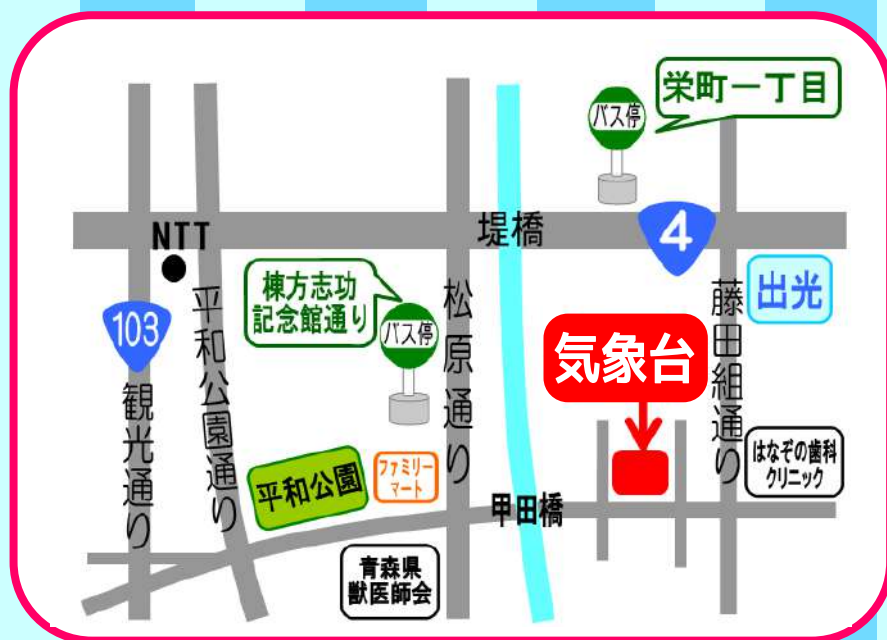 栄町一丁目
バス停
4
NTT
堤橋
出光
棟方志功
記念館通り
バス停
103
観光通り
平和公園通り
松原通り
藤田組通り
気象台
平和公園
ファミリー
マート
はなぞの歯科
クリニック
甲田橋
青森県
獣医師会